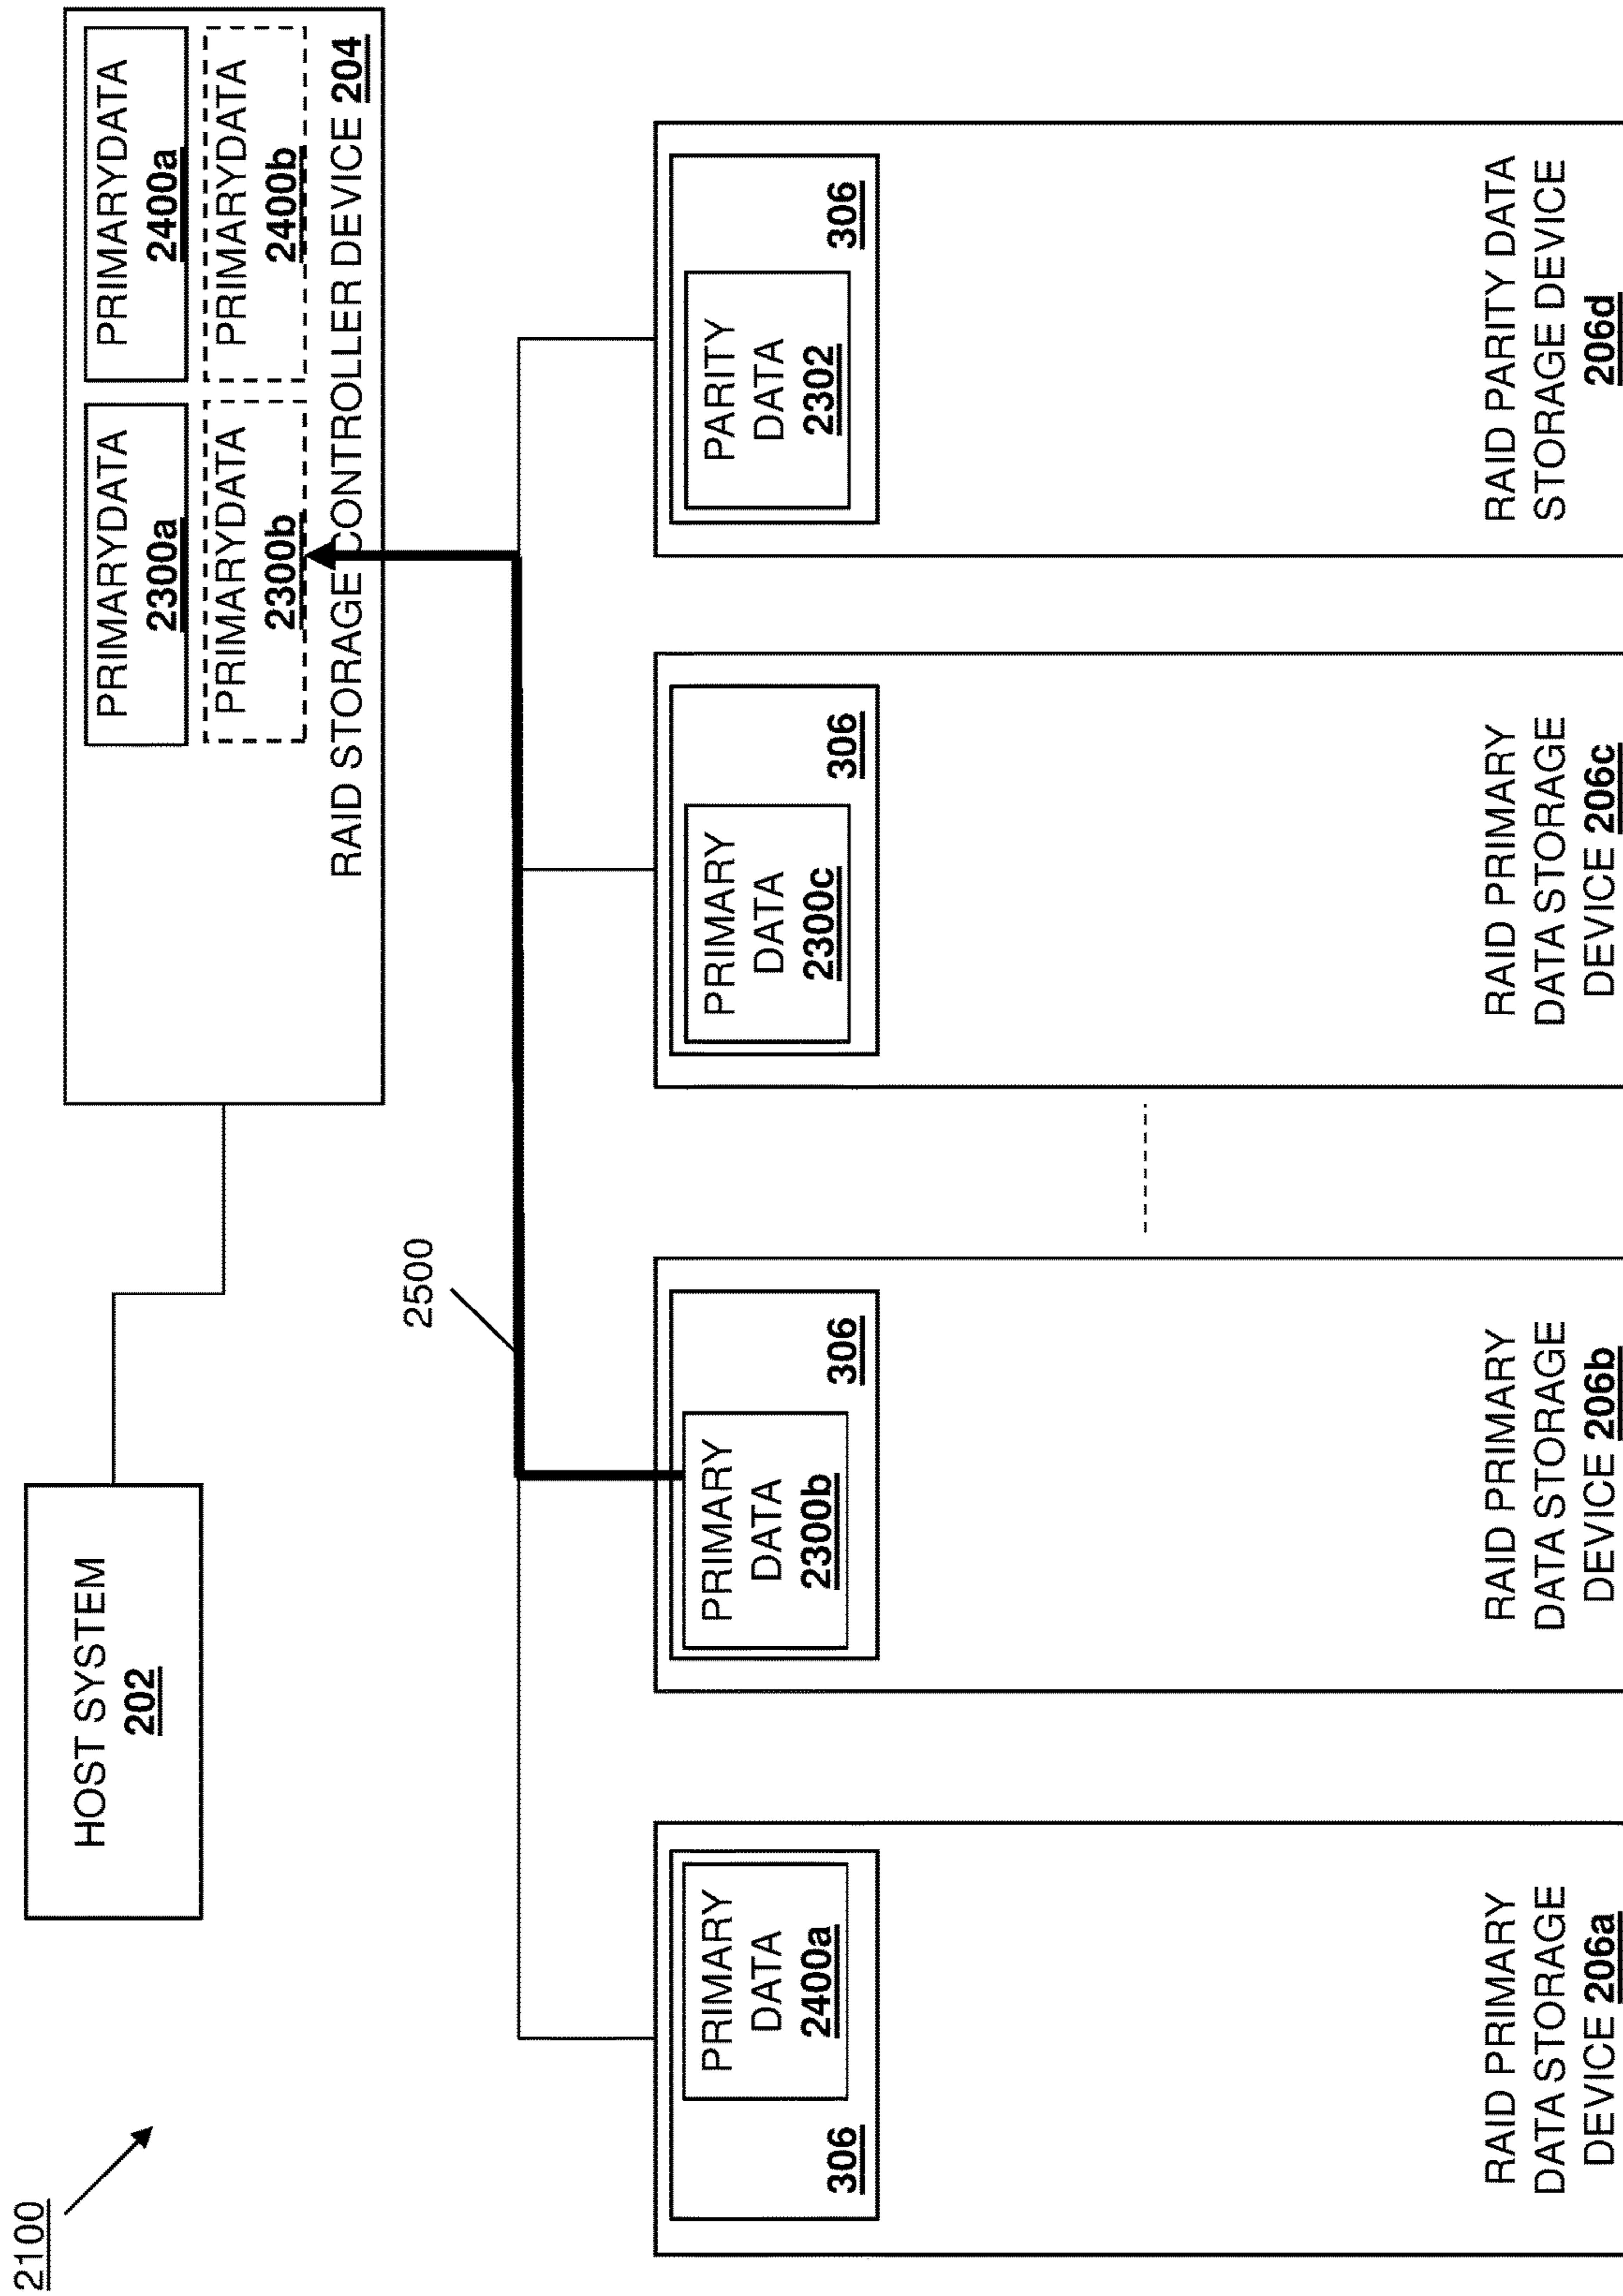 2100
HOST SYSTEM
202
PRIMARYDATA
2300a
PRIMARYDATA
2400a
PRIMARYDATA
2300b
PRIMARYDATA
2400b
RAID STORAGE CONTROLLER DEVICE 204
2500
306
PRIMARY
DATA
2400a
RAID PRIMARY
DATA STORAGE
DEVICE 206a
PRIMARY
DATA
2300b
306
RAID PRIMARY
DATA STORAGE
DEVICE 206b
PRIMARY
DATA
2300c
306
RAID PRIMARY
DATA STORAGE
DEVICE 206c
PARITY
DATA
2302
306
RAID PARITY DATA
STORAGE DEVICE
206d